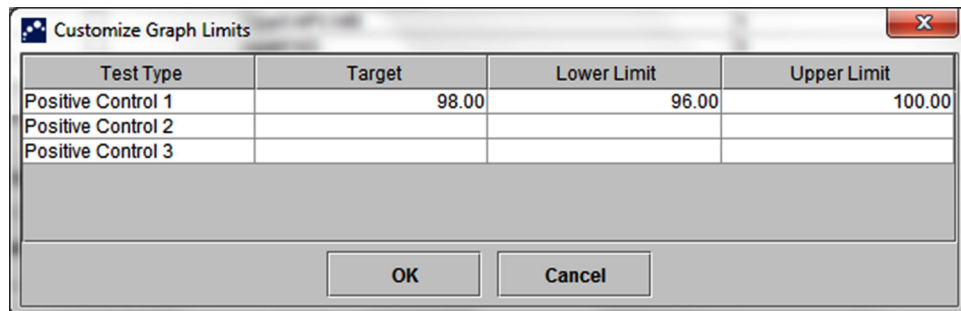 Customize Graph Limits
Test Type Target Lower Limit Upper Limit
Positive Control 1 98.00 96.00 100.00
Positive Control 2
Positive Control 3
OK Cancel